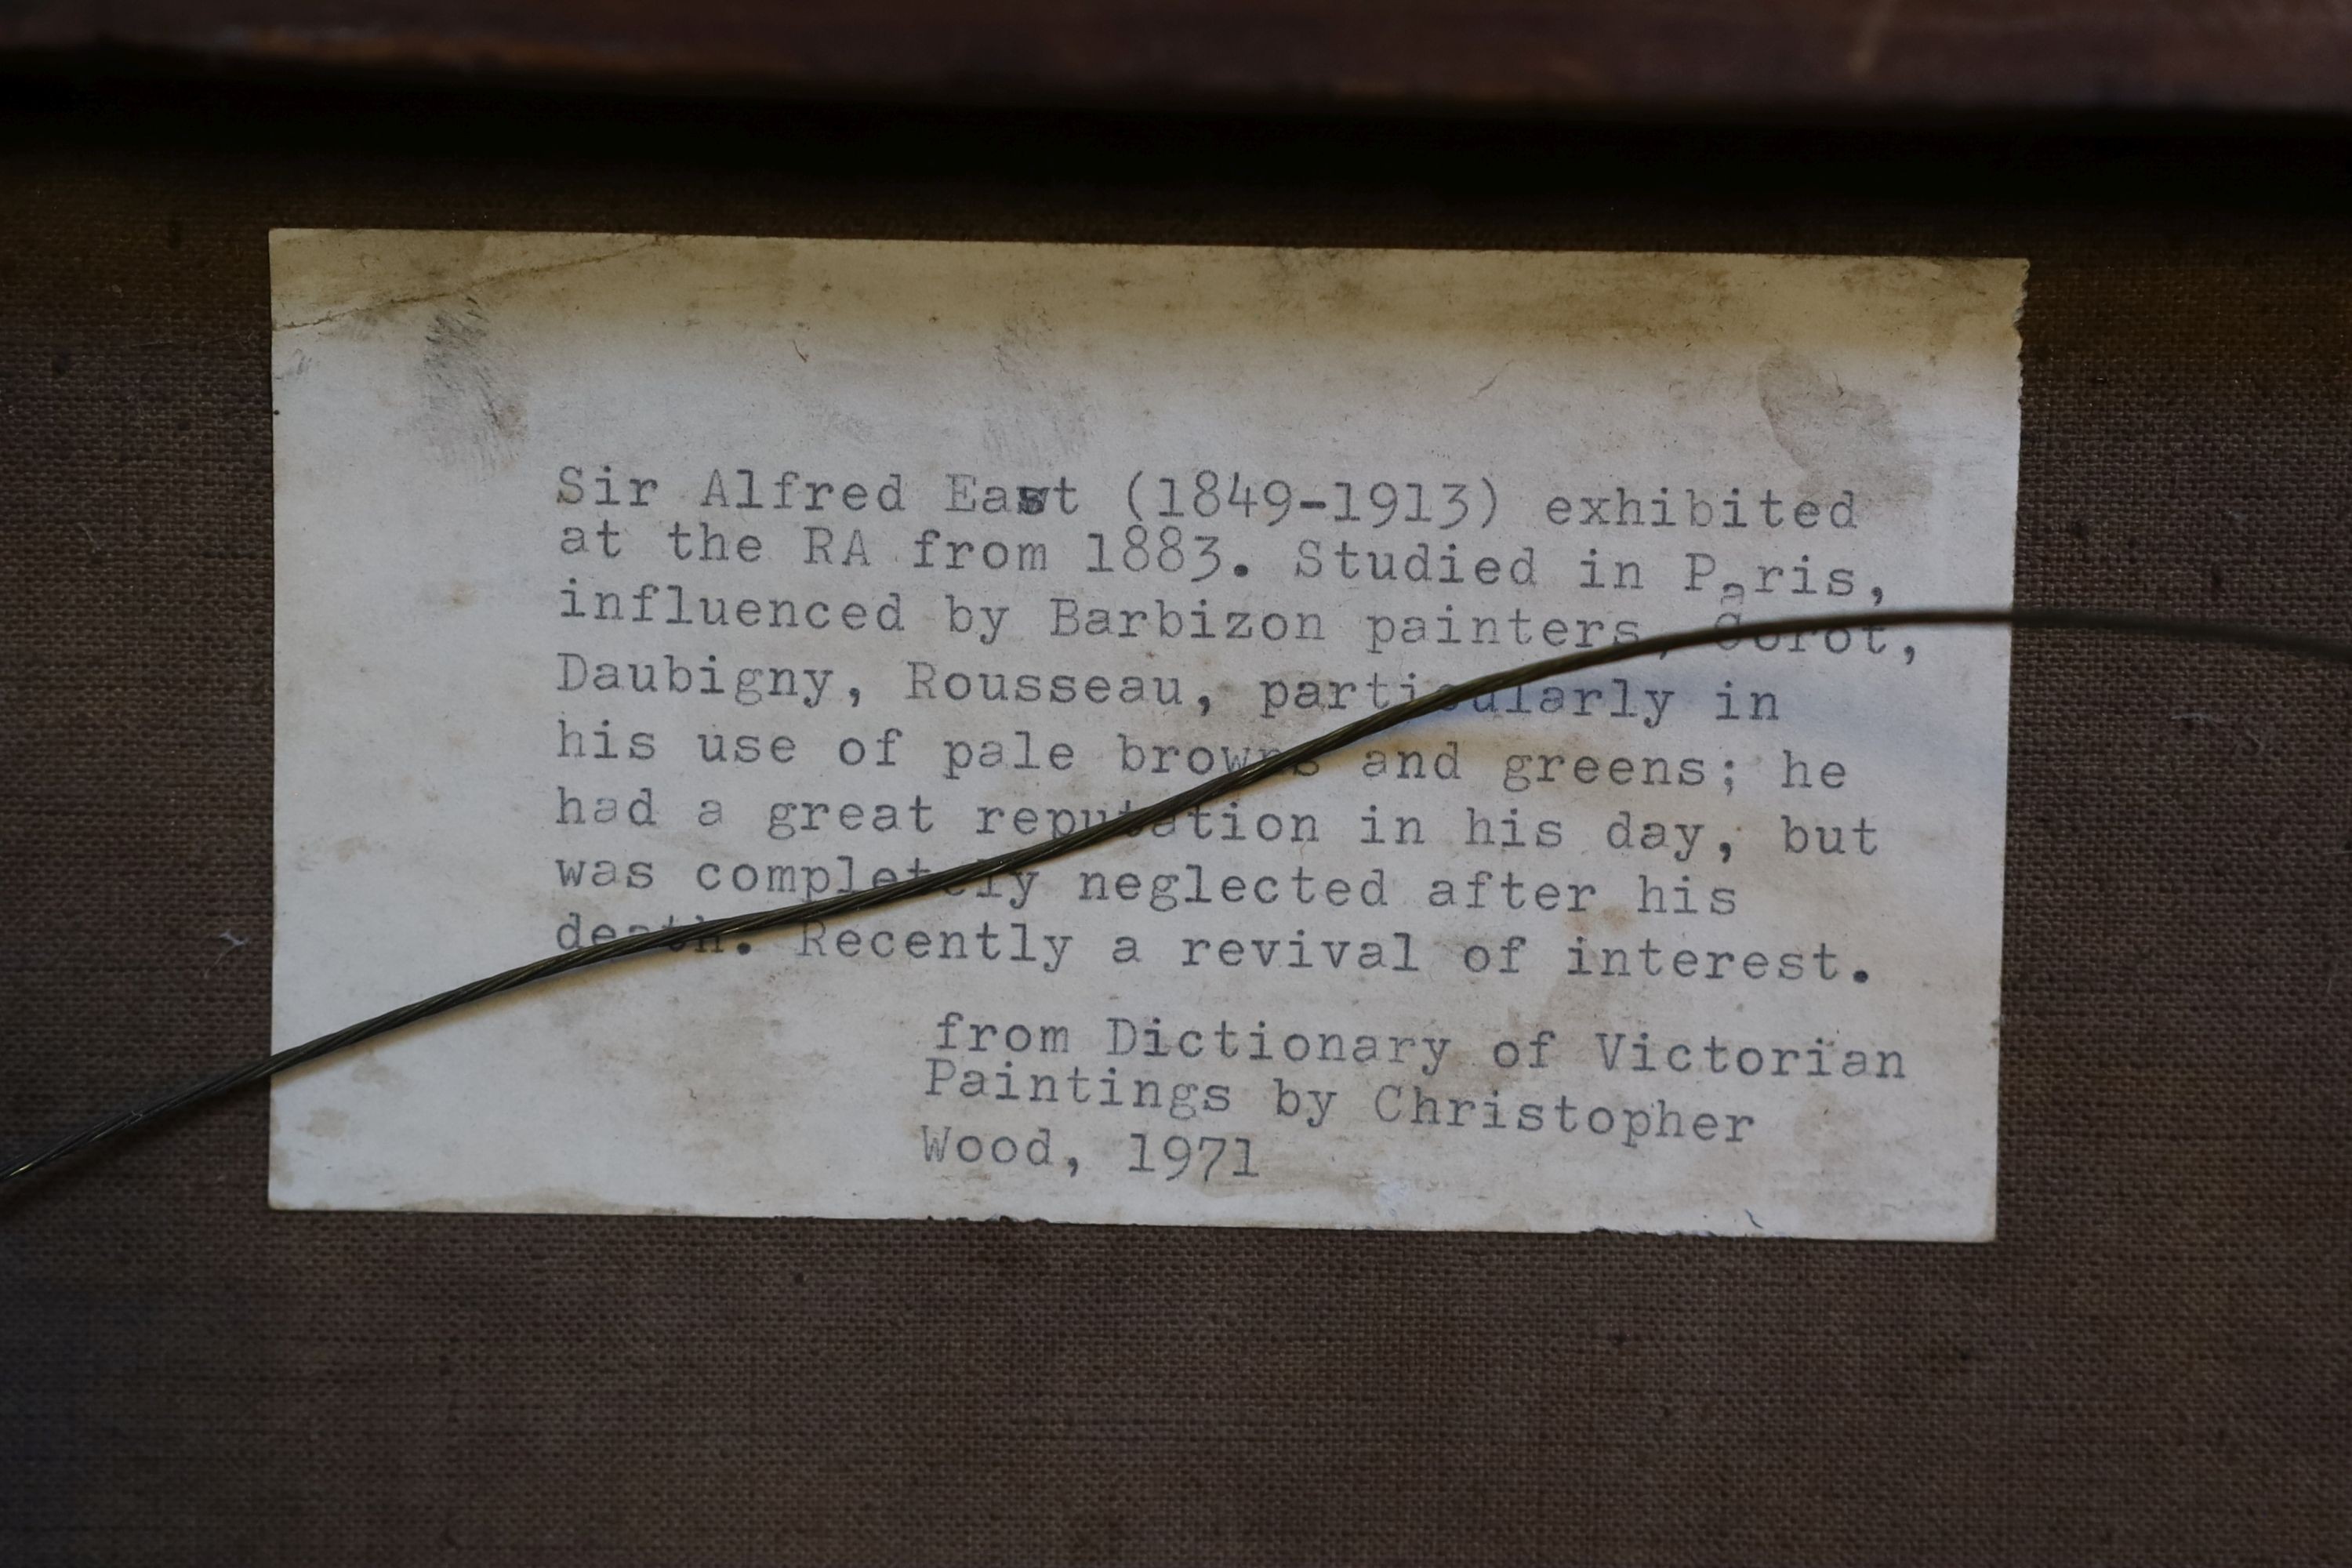 Sir Alfred East (1849-1913) exhibited
at the RA from 1883. Studied in Paris,
influenced by Barbizon painters, Corot,
Daubigny, Rousseau, particularly in
his use of pale browns and greens; he
had a great reputation in his day, but
was completely neglected after his
death. Recently a revival of interest.
from Dictionary of Victorian
Paintings by Christopher
Wood, 1971